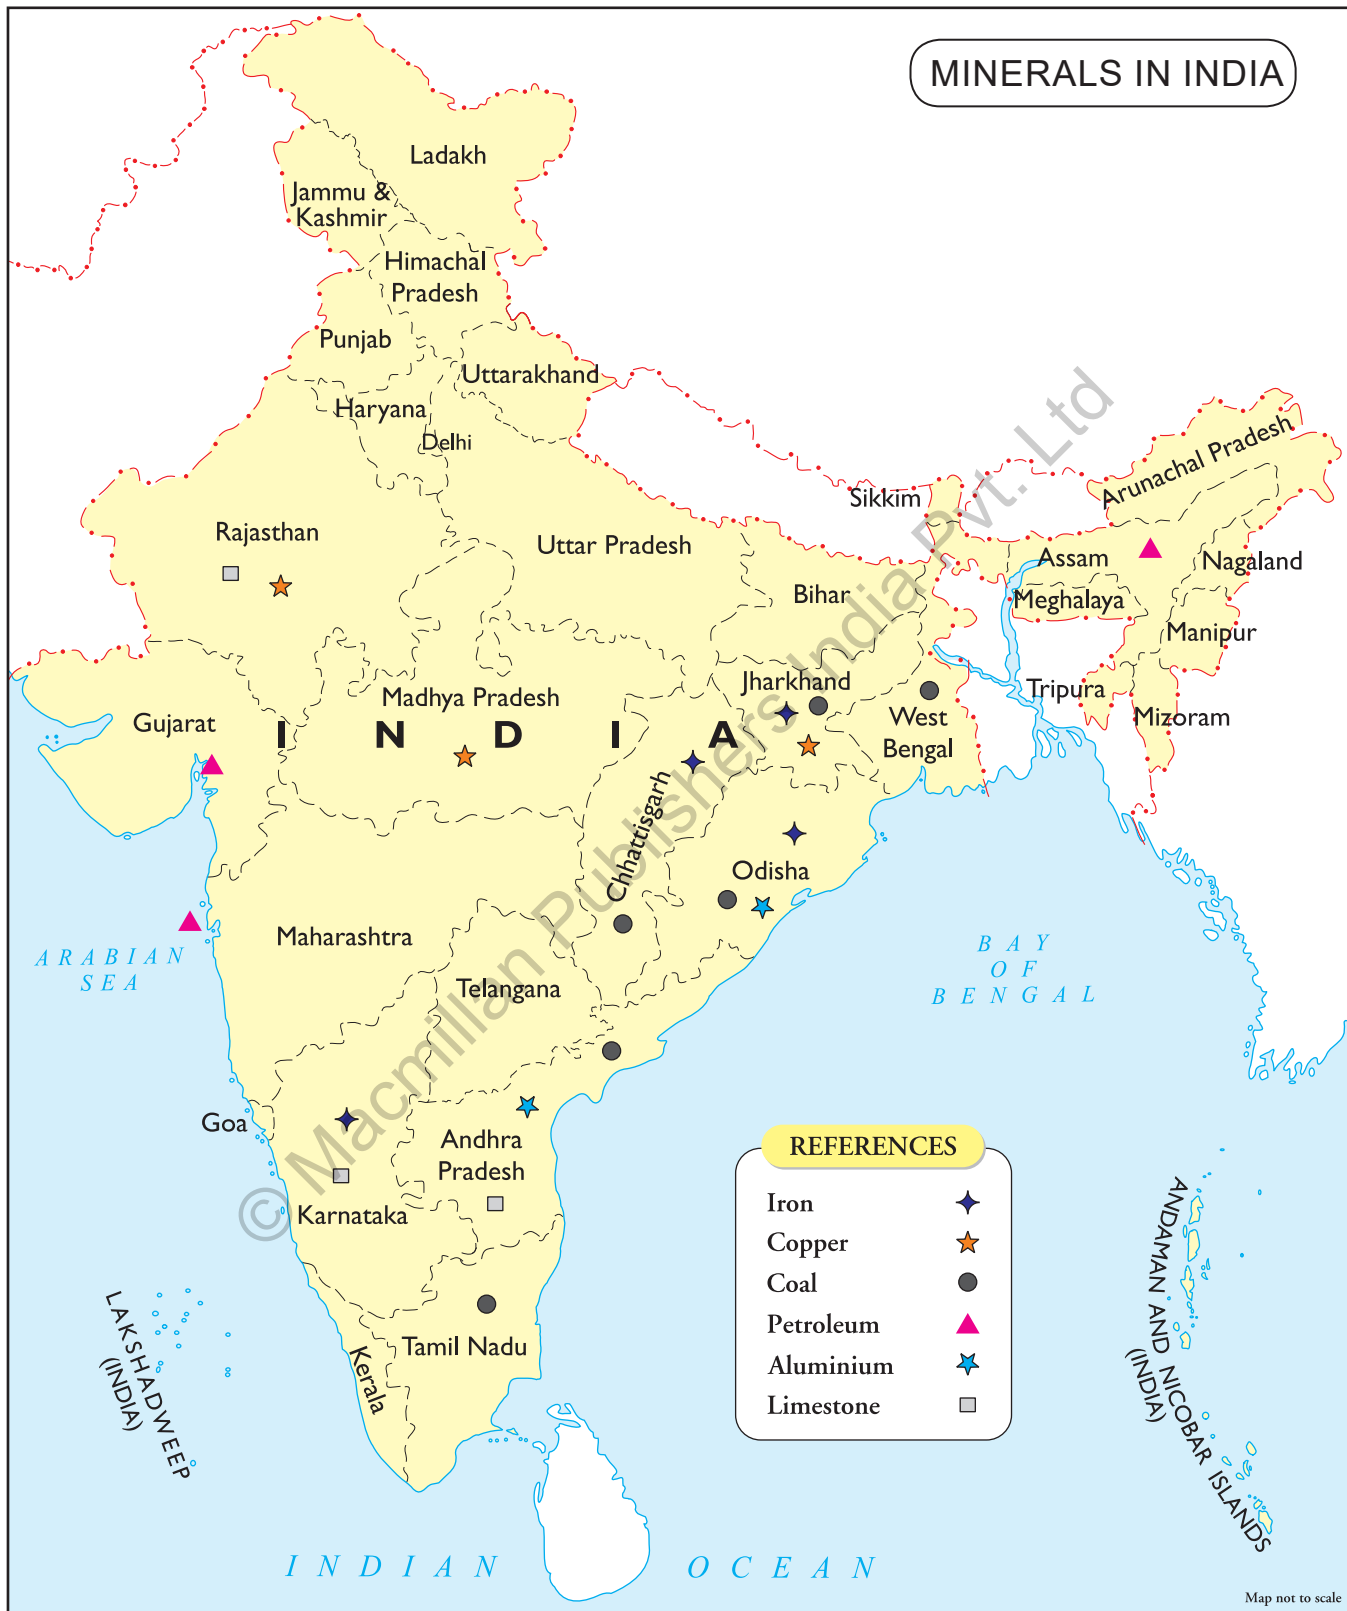 MINERALS IN INDIA
Ladakh
Jammu &
Kashmir
Himachal
Pradesh
Punjab
Uttarakhand
Haryana
Delhi
Arunachal Pradesh
Sikkim
Rajasthan
Uttar Pradesh
Assam
Nagaland
Bihar
Meghalaya
Manipur
Jharkhand
Madhya Pradesh
Tripura
Gujarat
West
Bengal
Mizoram
INDIA
Chhattisgarh
Odisha
Maharashtra
ARABIAN
SEA
BAY
OF
BENGAL
Telangana
Goa
Andhra
Pradesh
Karnataka
Tamil Nadu
Kerala
LAKSHADWEEP
(INDIA)
ANDAMAN AND NICOBAR ISLANDS
(INDIA)
REFERENCES
Iron
Copper
Coal
Petroleum
Aluminium
Limestone
INDIAN OCEAN
Map not to scale
© Macmillan Publishers India Pvt. Ltd